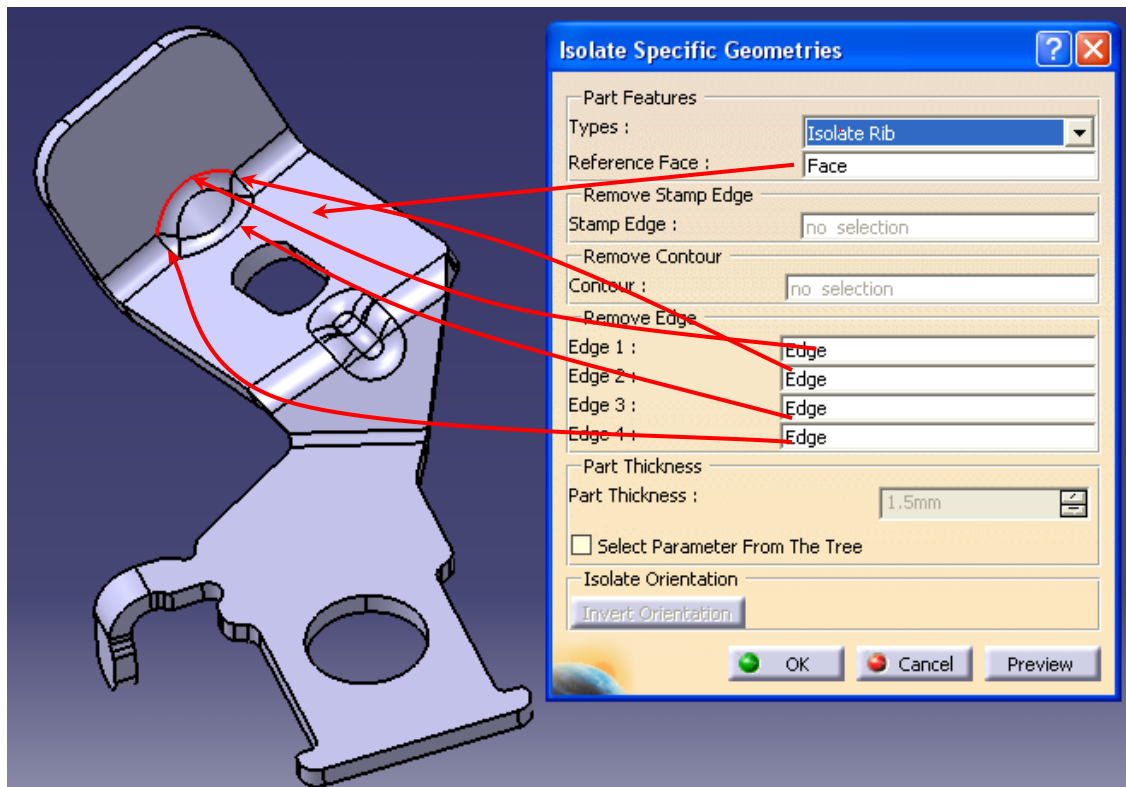 Isolate Specific Geometries
Part Features
Types :
Isolate Rib
Reference Face :
Face
Remove Stamp Edge
Stamp Edge :
no selection
Remove Contour
Contour :
no selection
Remove Edge
Edge 1 :
Edge
Edge 2 :
Edge
Edge 3 :
Edge
Edge 4 :
Edge
Part Thickness
Part Thickness :
1.5mm
Select Parameter From The Tree
Isolate Orientation
Invert Orientation
OK
Cancel
Preview